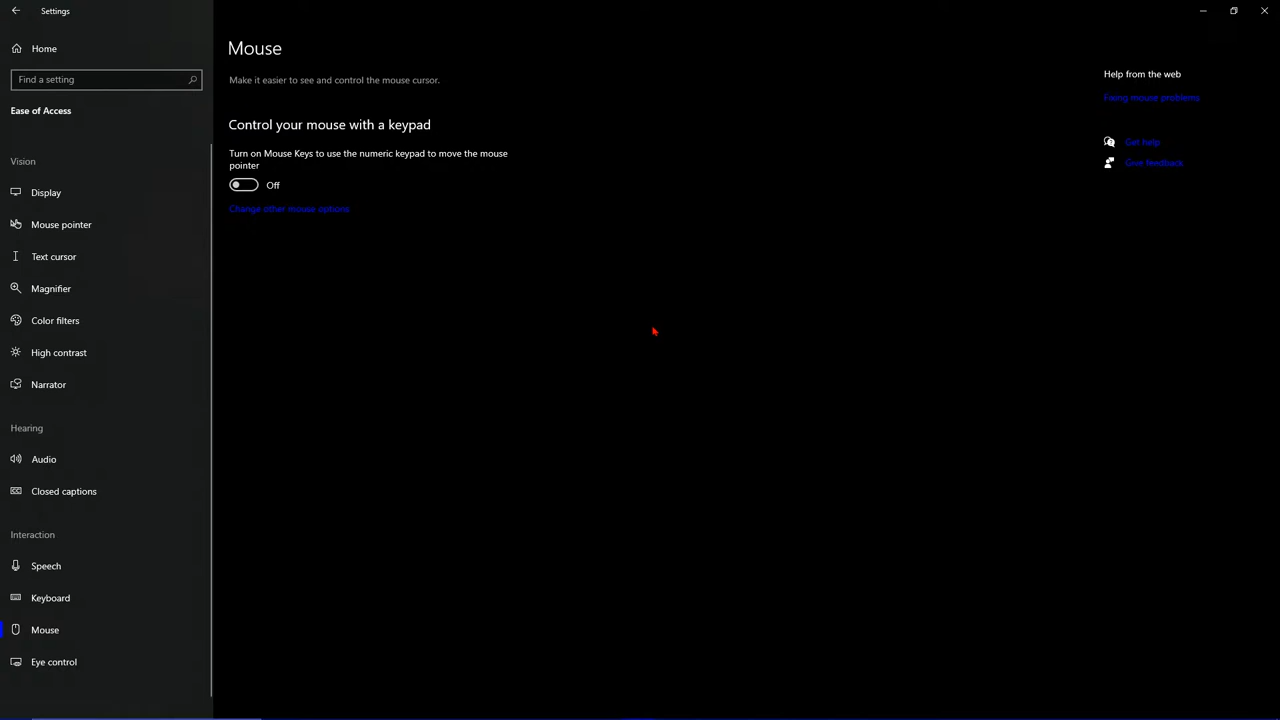 Settings
Home
Find a setting
Ease of Access
Vision
Display
Mouse pointer
Text cursor
Magnifier
Color filters
High contrast
Narrator
Hearing
Audio
Closed captions
Interaction
Speech
Keyboard
Mouse
Eye control
Mouse
Make it easier to see and control the mouse cursor.
Control your mouse with a keypad
Turn on Mouse Keys to use the numeric keypad to move the mouse
pointer
Off
Change other mouse options
Help from the web
Fixing mouse problems
Get help
Give feedback